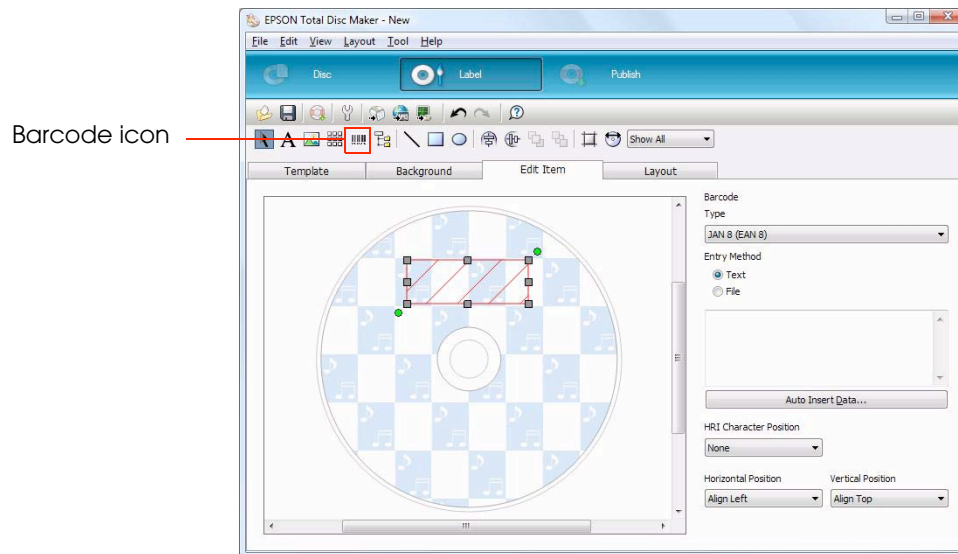 EPSON Total Disc Maker - New
File Edit View Layout Tool Help
Disc Label Publish
Barcode icon
A Show All
Template Background Edit Item Layout
Barcode
Type
JAN 8 (EAN 8)
Entry Method
Text
File
Auto Insert Data...
HRI Character Position
None
Horizontal Position Vertical Position
Align Left Align Top